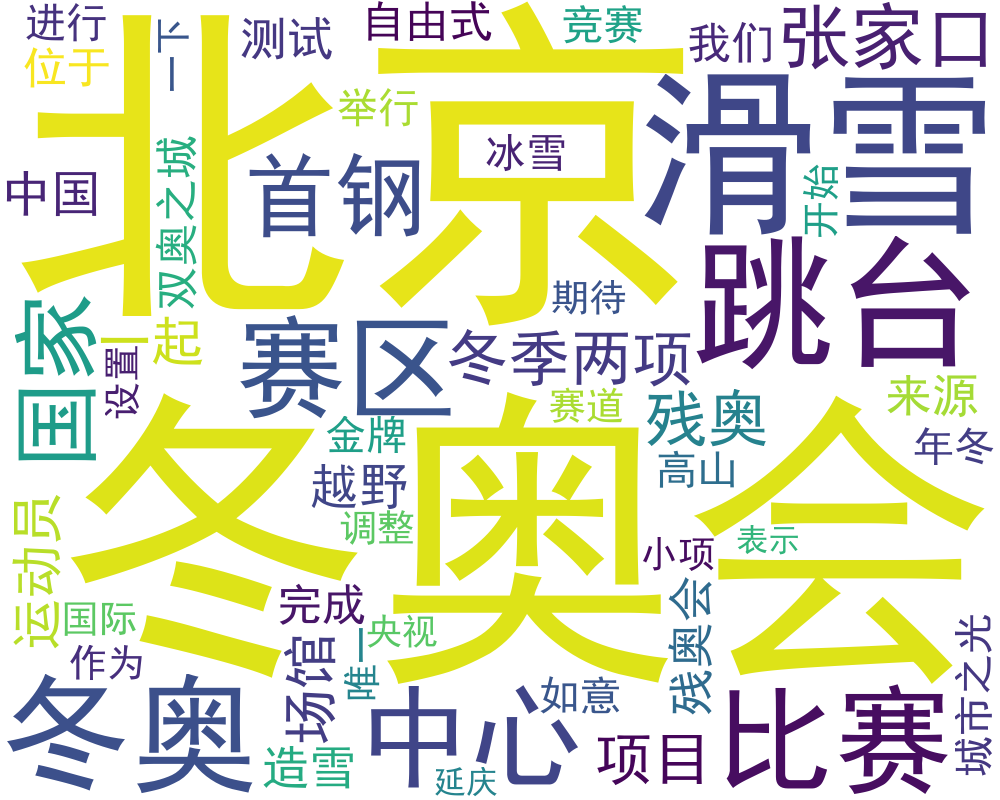 进行
位于
一下
测试
自由式
竞赛
我们
张家口
北京
举行
滑雪
冰雪
首钢
中国
双奥之城
开始
跳台
期待
国家
一起
设置
赛区
冬季两项
冬奥会
赛道
残奥
来源
年冬
金牌
越野
高山
调整
表示
小项
运动员
国际
完成
央视
作为
唯一
场馆
残奥会
城市之光
冬奥
中心
如意
比赛
项目
造雪
延庆